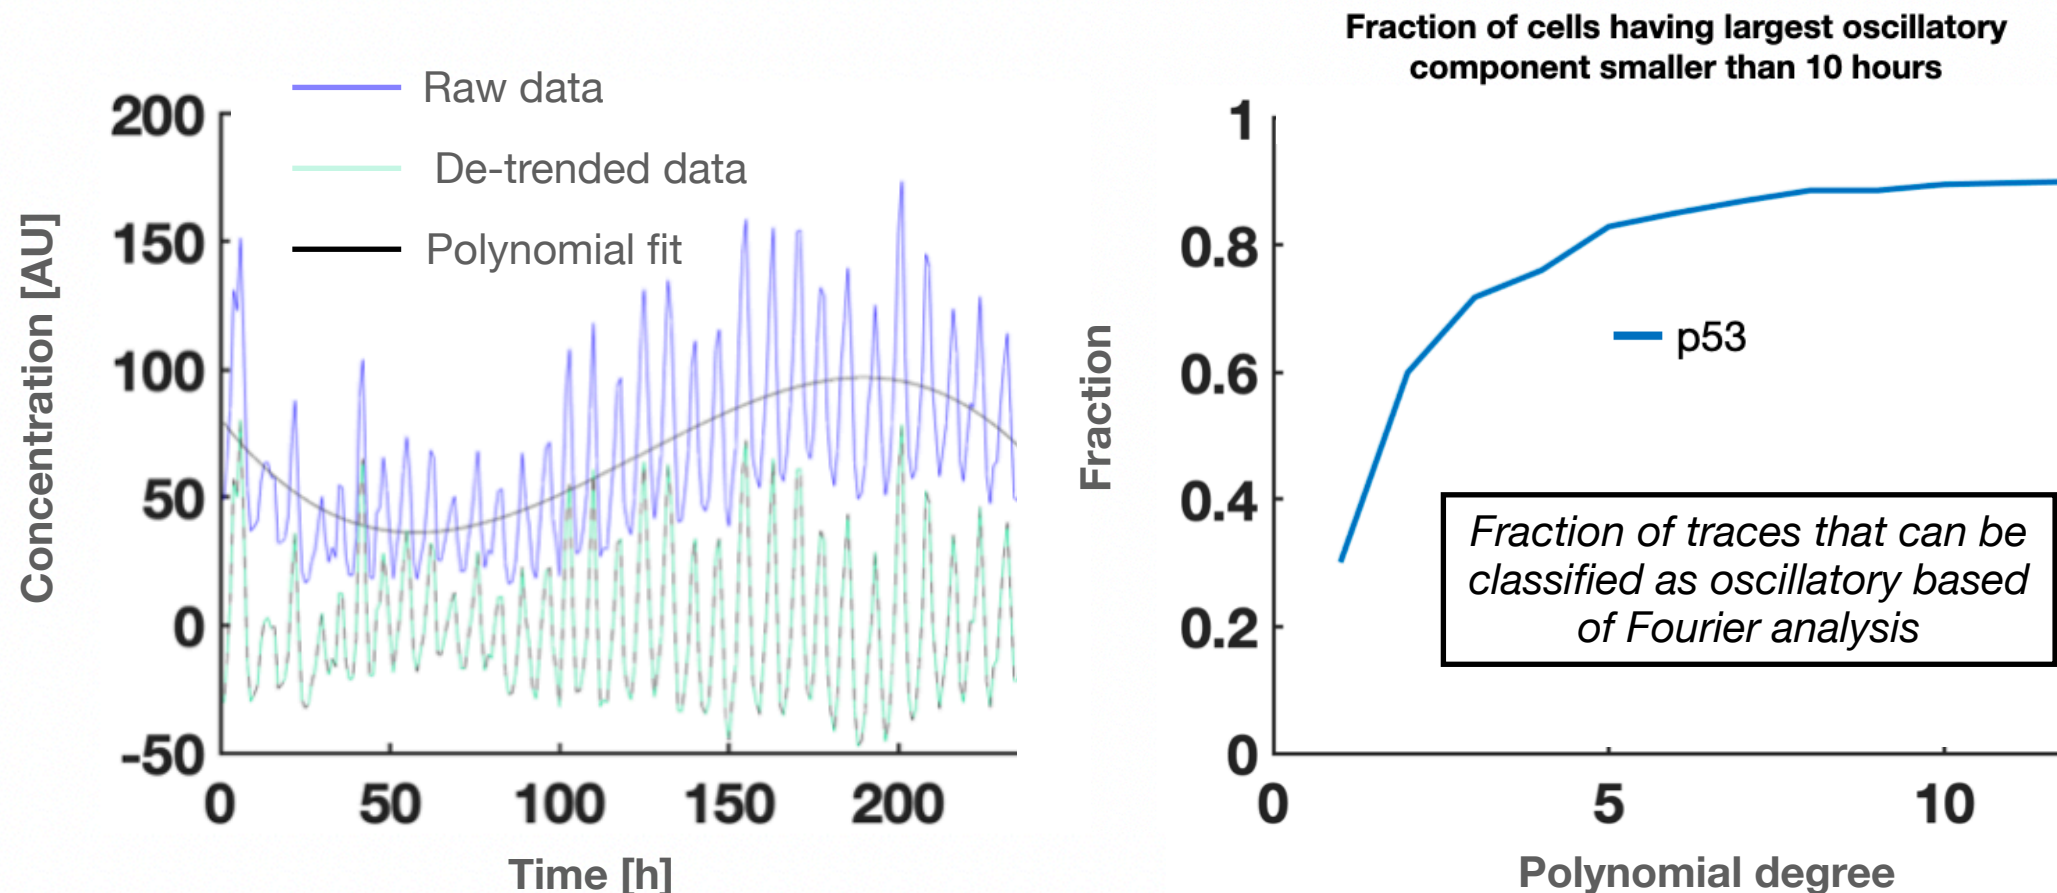 Raw data
De-trended data
Polynomial fit
200
150
100
50
0
-50
0 50 100 150 200
Concentration [AU]
Time [h]
Fraction of cells having largest oscillatory
component smaller than 10 hours
1
0.8
0.6
0.4
0.2
0
0 5 10
Fraction
p53
Fraction of traces that can be
classified as oscillatory based
of Fourier analysis
Polynomial degree